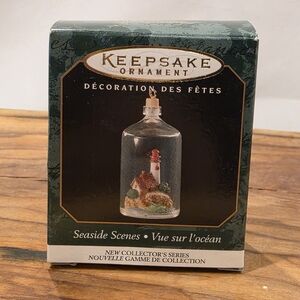 KEEPSAKE
ORNAMENT
DÉCORATION DES FÊTES
Seaside Scenes • Vue sur l'océan
NEW COLLECTOR'S SERIES
NOUVELLE GAMME DE COLLECTION